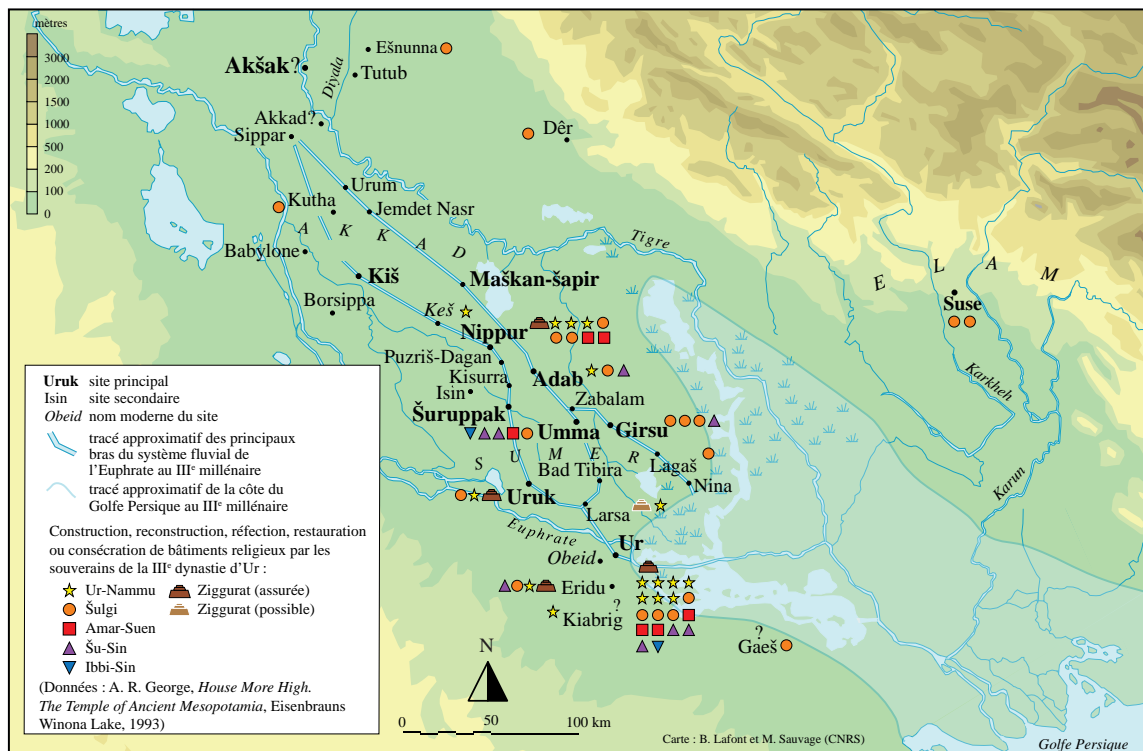 mètres
3000
2000
1000
500
200
100
0
Akšak?
Ešnunna
Tutub
Diyala
Akkad?
Sippar
Dêr
Urum
Kutha
Jemdet Nasr
AKKAD
Babylone
Tigre
Kiš
Maškan-šapir
Borsippa
Keš
Nippur
ELAM
Suse
Puzriš-Dagan
Kisurra
Isin
Adab
Zabalam
Karkheh
Šuruppak
Umma
Girsu
SUMER
Bad Tibira
Lagaš
Nina
Uruk
Larsa
Karun
Euphrate
Ur
Obeid
Eridu
?
Kiabrig
?
Gaeš
Uruk site principal
Isin site secondaire
Obeid nom moderne du site
tracé approximatif des principaux
bras du système fluvial de
l'Euphrate au IIIᵉ millénaire
tracé approximatif de la côte du
Golfe Persique au IIIᵉ millénaire
Construction, reconstruction, réfection, restauration
ou consécration de bâtiments religieux par les
souverains de la IIIᵉ dynastie d'Ur :
Ur-Nammu Ziggurat (assurée)
Šulgi Ziggurat (possible)
Amar-Suen
Šu-Sin
Ibbi-Sin
(Données : A. R. George, House More High.
The Temple of Ancient Mesopotamia, Eisenbrauns
Winona Lake, 1993)
N
0 50 100 km
Carte : B. Lafont et M. Sauvage (CNRS)
Golfe Persique